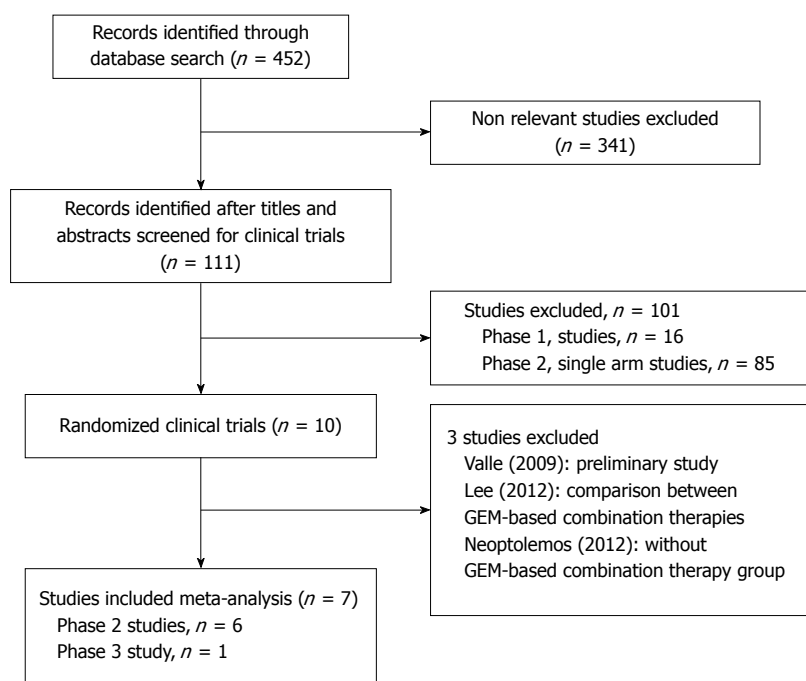 Records identified through
database search (n = 452)
Non relevant studies excluded
(n = 341)
Records identified after titles and
abstracts screened for clinical trials
(n = 111)
Studies excluded, n = 101
Phase 1, studies, n = 16
Phase 2, single arm studies, n = 85
Randomized clinical trials (n = 10)
3 studies excluded
Valle (2009): preliminary study
Lee (2012): comparison between
GEM-based combination therapies
Neoptolemos (2012): without
GEM-based combination therapy group
Studies included meta-analysis (n = 7)
Phase 2 studies, n = 6
Phase 3 study, n = 1